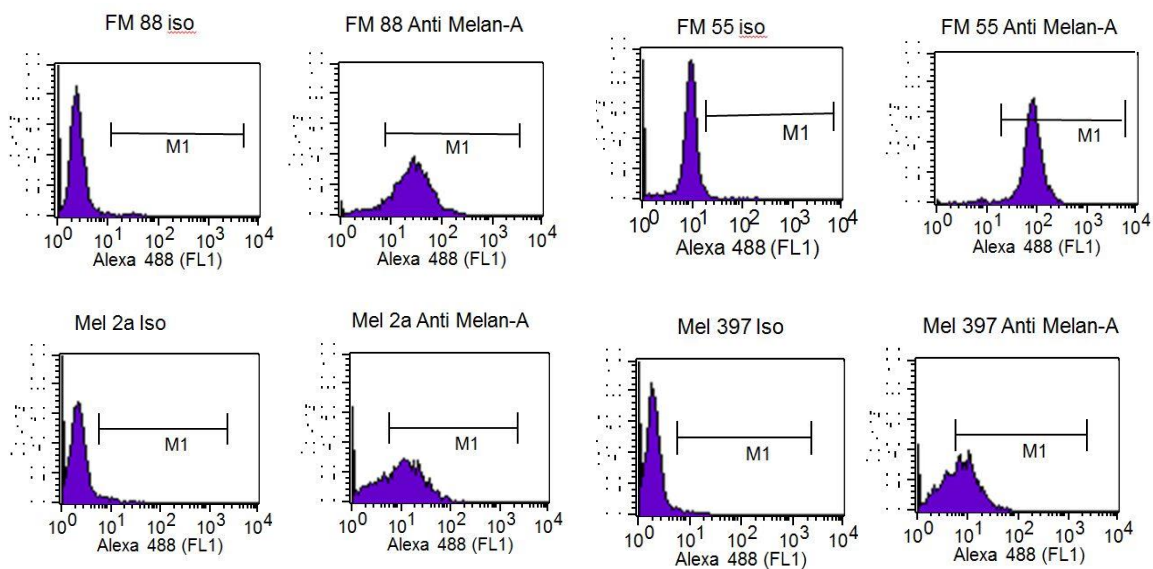 FM 88 iso
FM 88 Anti Melan-A
FM 55 iso
FM 55 Anti Melan-A
M1
M1
M1
M1
10^0 10^1 10^2 10^3 10^4
10^0 10^1 10^2 10^3 10^4
10^0 10^1 10^2 10^3 10^4
10^0 10^1 10^2 10^3 10^4
Alexa 488 (FL1)
Alexa 488 (FL1)
Alexa 488 (FL1)
Alexa 488 (FL1)
Mel 2a Iso
Mel 2a Anti Melan-A
Mel 397 Iso
Mel 397 Anti Melan-A
M1
M1
M1
M1
10^0 10^1 10^2 10^3 10^4
10^0 10^1 10^2 10^3 10^4
10^0 10^1 10^2 10^3 10^4
10^0 10^1 10^2 10^3 10^4
Alexa 488 (FL1)
Alexa 488 (FL1)
Alexa 488 (FL1)
Alexa 488 (FL1)